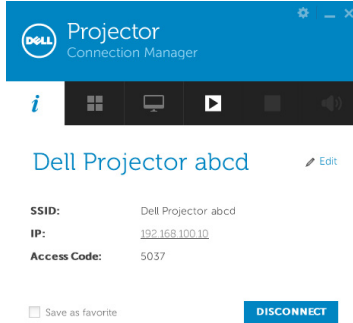 DELL
Projector
Connection Manager
i
Dell Projector abcd
Edit
SSID: Dell Projector abcd
IP: 192.168.100.10
Access Code: 5037
Save as favorite
DISCONNECT